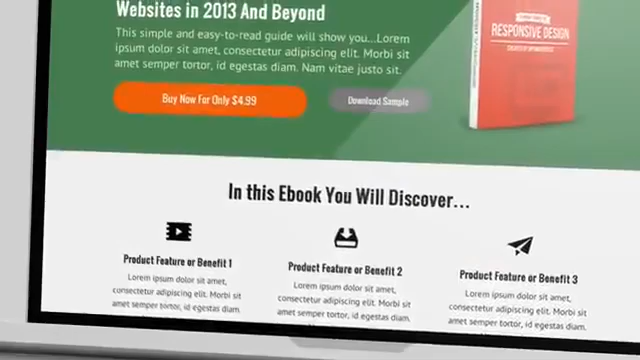 Websites in 2013 And Beyond
This simple and easy-to-read guide will show you...Lorem
ipsum dolor sit amet, consectetur adipiscing elit. Morbi sit
amet semper tortor, id egestas diam. Nam vitae justo sit.
Buy Now For Only $4.99
Download Sample
RESPONSIVE DESIGN
In this Ebook You Will Discover...
Product Feature or Benefit 1
Lorem ipsum dolor sit amet,
consectetur adipiscing elit. Morbi sit
amet semper tortor, id egestas diam
Product Feature or Benefit 2
Lorem ipsum dolor sit amet,
consectetur adipiscing elit. Morbi sit
amet semper tortor, id egestas diam
Product Feature or Benefit 3
Lorem ipsum dolor sit amet,
consectetur adipiscing elit. Morbi sit
amet semper tortor, id egestas diam